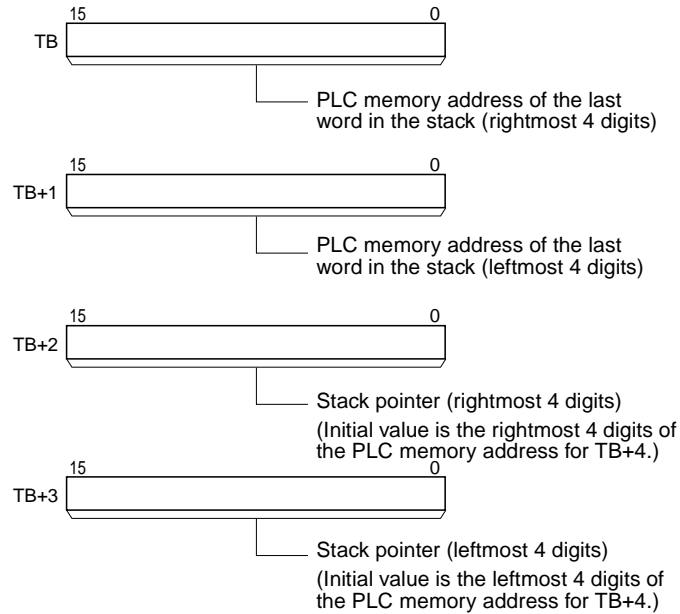 15 0
TB
PLC memory address of the last
word in the stack (rightmost 4 digits)
15 0
TB+1
PLC memory address of the last
word in the stack (leftmost 4 digits)
15 0
TB+2
Stack pointer (rightmost 4 digits)
(Initial value is the rightmost 4 digits of
the PLC memory address for TB+4.)
15 0
TB+3
Stack pointer (leftmost 4 digits)
(Initial value is the leftmost 4 digits of
the PLC memory address for TB+4.)